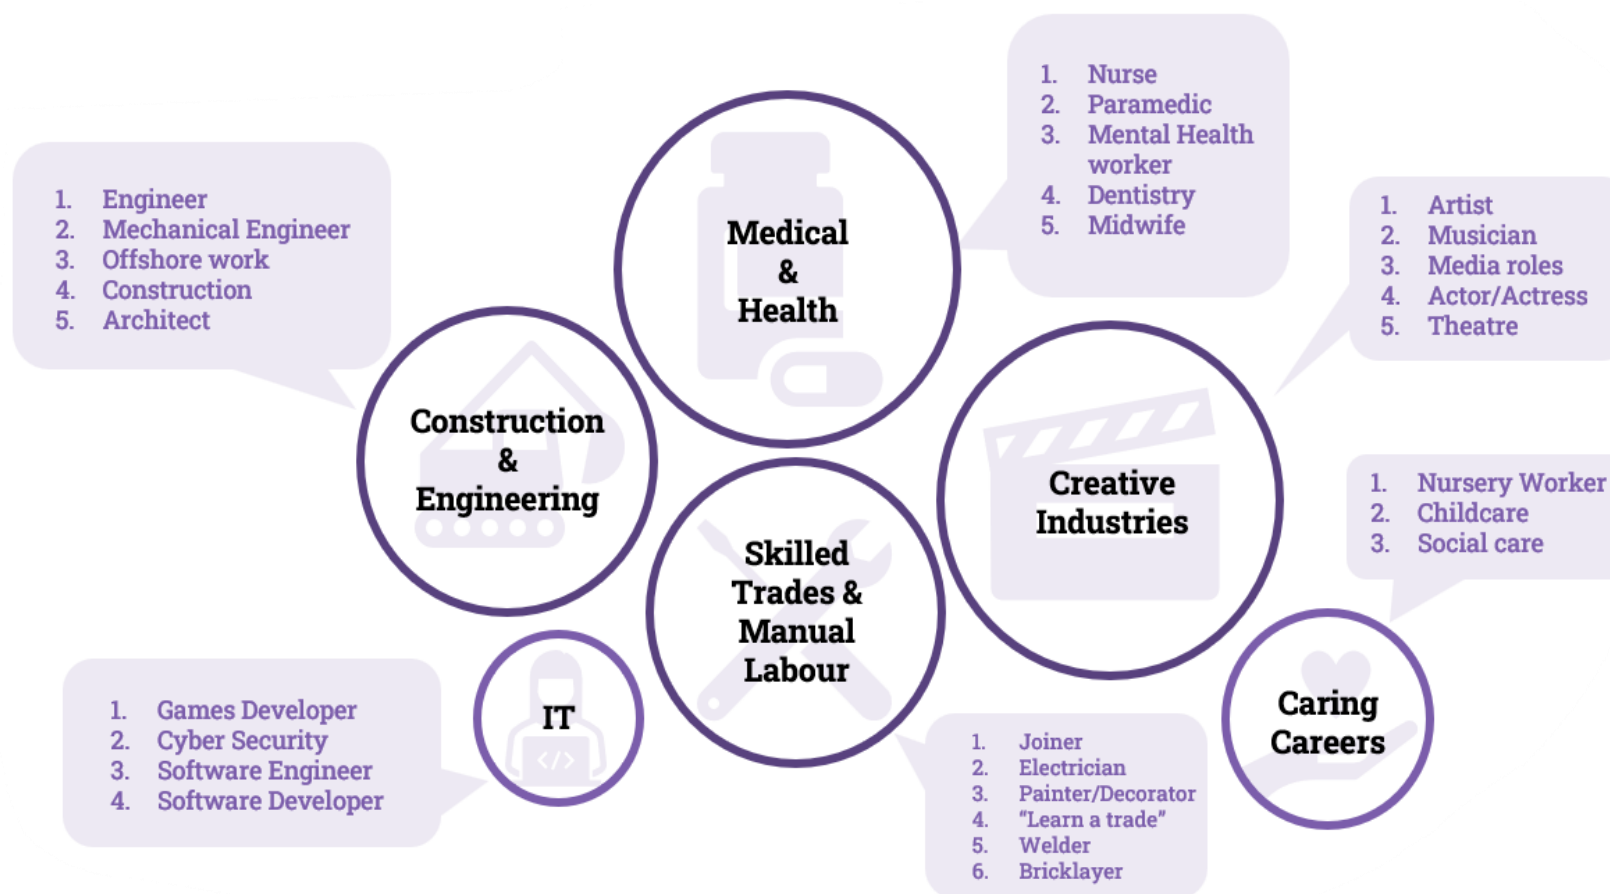 1. Nurse
2. Paramedic
3. Mental Health
worker
4. Dentistry
5. Midwife
Medical
&
Health
1. Engineer
2. Mechanical Engineer
3. Offshore work
4. Construction
5. Architect
Construction
&
Engineering
1. Artist
2. Musician
3. Media roles
4. Actor/Actress
5. Theatre
Creative
Industries
1. Nursery Worker
2. Childcare
3. Social care
Caring
Careers
Skilled
Trades &
Manual
Labour
1. Joiner
2. Electrician
3. Painter/Decorator
4. “Learn a trade”
5. Welder
6. Bricklayer
1. Games Developer
2. Cyber Security
3. Software Engineer
4. Software Developer
IT
</>